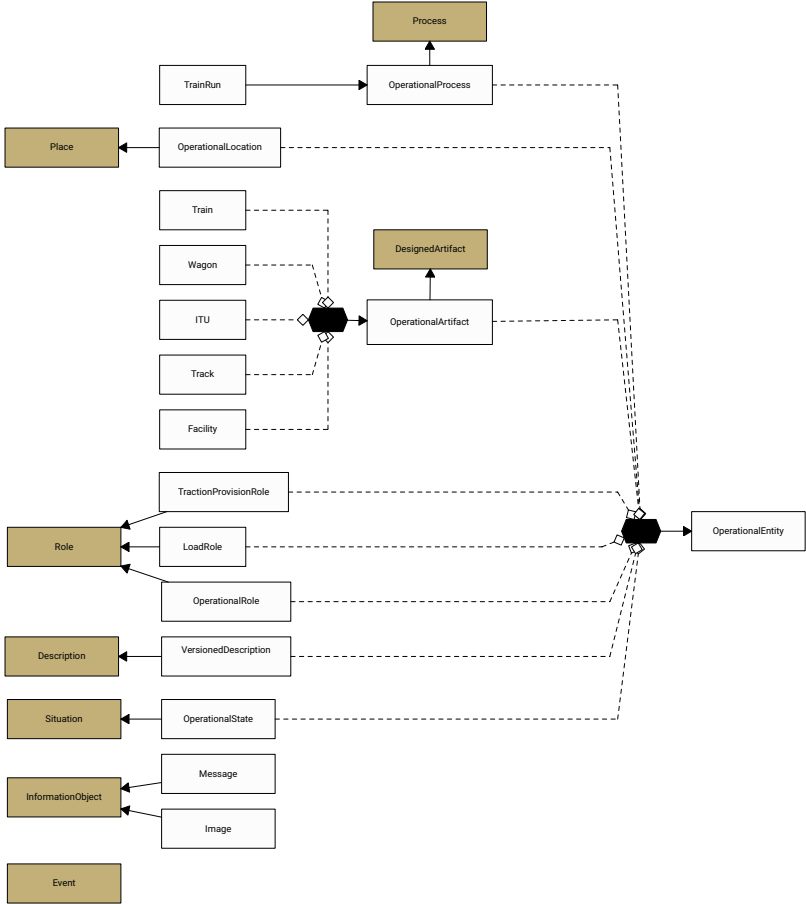 Process
TrainRun
OperationalProcess
Place
OperationalLocation
Train
DesignedArtifact
Wagon
ITU
OperationalArtifact
Track
Facility
TractionProvisionRole
OperationalEntity
Role
LoadRole
OperationalRole
VersionedDescription
Description
Situation
OperationalState
Message
InformationObject
Image
Event